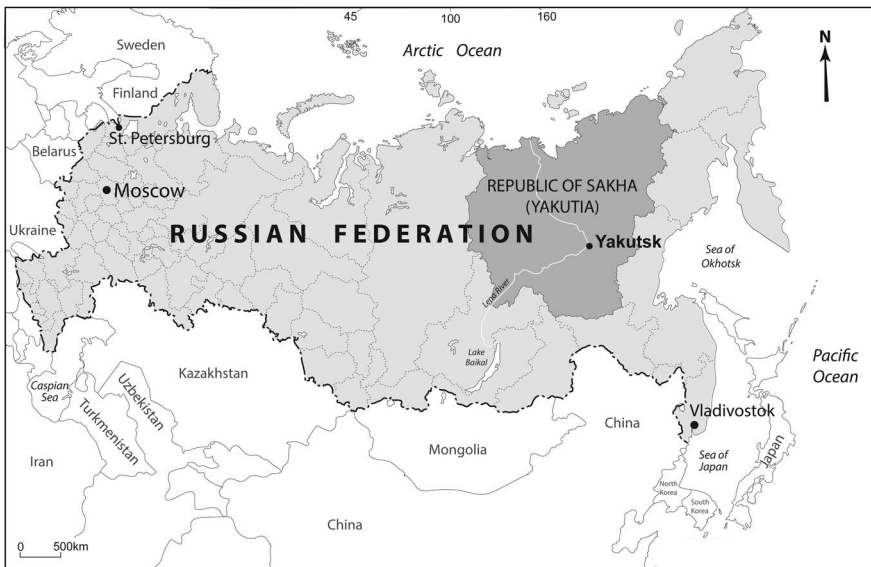 45 100 160
Sweden
Arctic Ocean
N
Finland
St. Petersburg
Belarus
Moscow
REPUBLIC OF SAKHA
(YAKUTIA)
Ukraine
RUSSIAN FEDERATION
Yakutsk
Sea of
Okhotsk
Lena River
Lake
Baikal
Pacific
Ocean
Kazakhstan
Caspian
Sea
Uzbekistan
Turkmenistan
Vladivostok
China
Mongolia
Iran
Sea of
Japan
Japan
North
Korea
South
Korea
China
0 500km